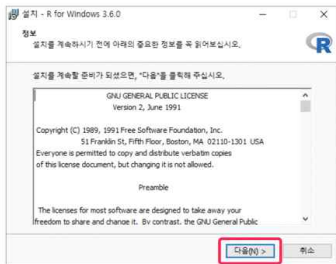 설치 - R for Windows 3.6.0
정보
설치를 계속하시기 전에 아래의 중요한 정보를 꼭 읽어보십시오.
R
설치를 계속할 준비가 되셨으면, "다음"을 클릭해 주십시오,
GNU GENERAL PUBLIC LICENSE
Version 2, June 1991
Copyright (C) 1989, 1991 Free Software Foundation, Inc.
51 Franklin St, Fifth Floor, Boston, MA 02110-1301 USA
Everyone is permitted to copy and distribute verbatim copies
of this license document, but changing it is not allowed.
Preamble
The licenses for most software are designed to take away your
freedom to share and change it. By contrast, the GNU General Public
다음(N) > 취소